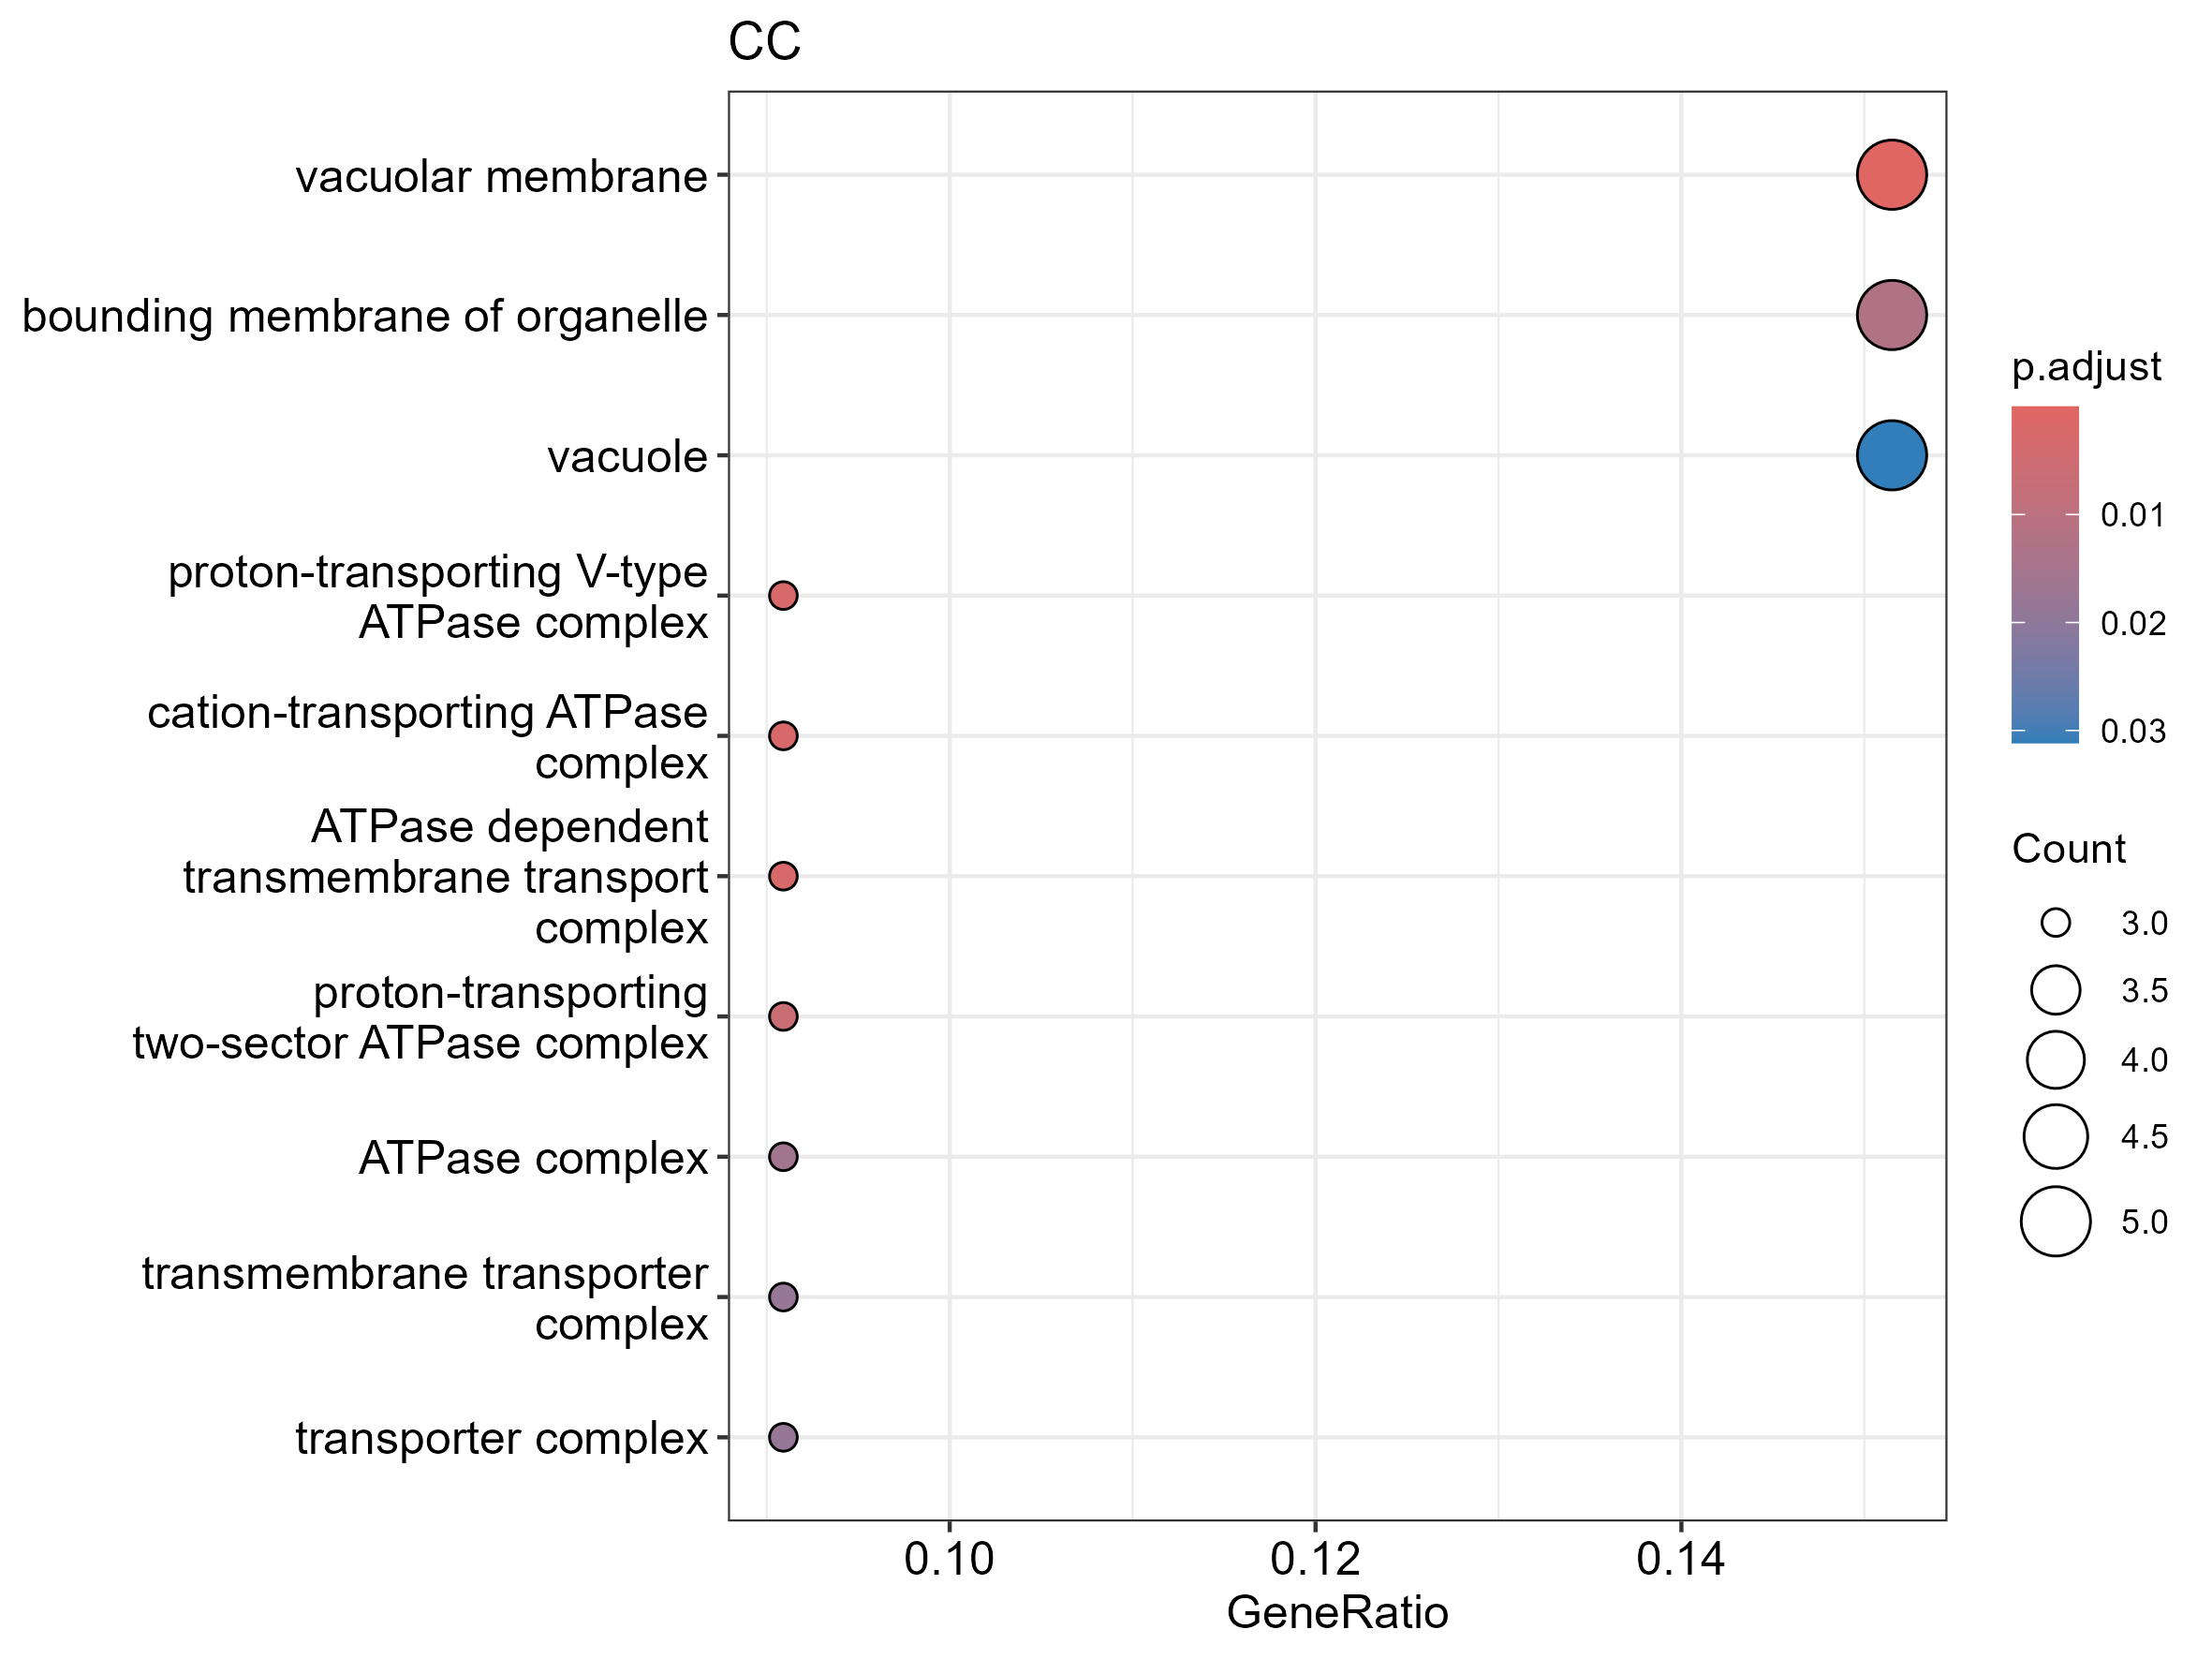 CC
vacuolar membrane
bounding membrane of organelle
vacuole
proton-transporting V-type
ATPase complex
cation-transporting ATPase
complex
ATPase dependent
transmembrane transport
complex
proton-transporting
two-sector ATPase complex
ATPase complex
transmembrane transporter
complex
transporter complex
0.10
0.12
0.14
GeneRatio
p.adjust
0.01
0.02
0.03
Count
3.0
3.5
4.0
4.5
5.0